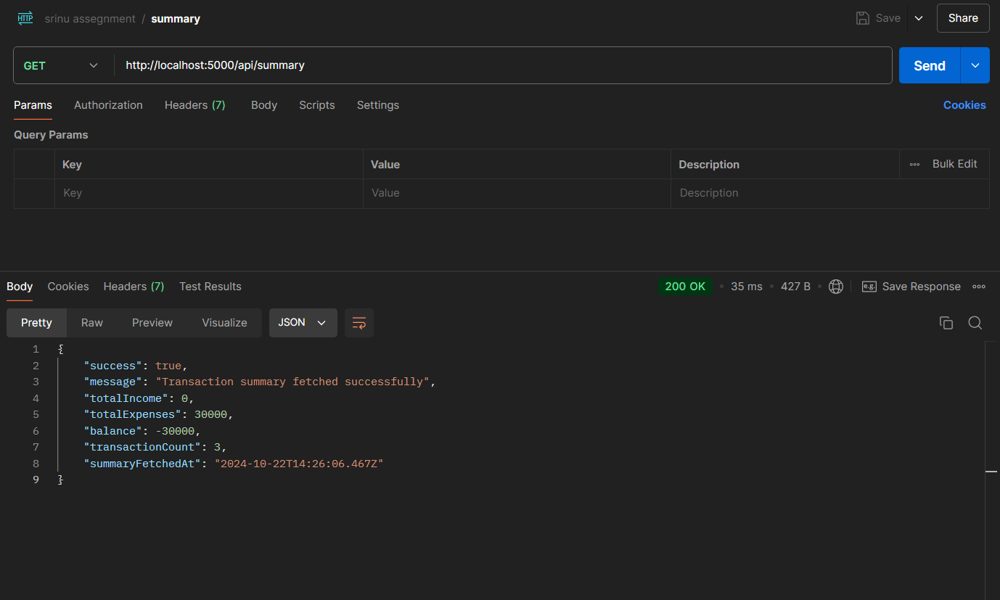 HTTP srinu assegnment / summary Save Share
GET http://localhost:5000/api/summary Send
Params Authorization Headers (7) Body Scripts Settings Cookies
Query Params
Key Value Description Bulk Edit
Key Value Description
Body Cookies Headers (7) Test Results 200 OK • 35 ms • 427 B • e.g. Save Response
Pretty Raw Preview Visualize JSON
1 {
2 "success": true,
3 "message": "Transaction summary fetched successfully",
4 "totalIncome": 0,
5 "totalExpenses": 30000,
6 "balance": -30000,
7 "transactionCount": 3,
8 "summaryFetchedAt": "2024-10-22T14:26:06.467Z"
9 }